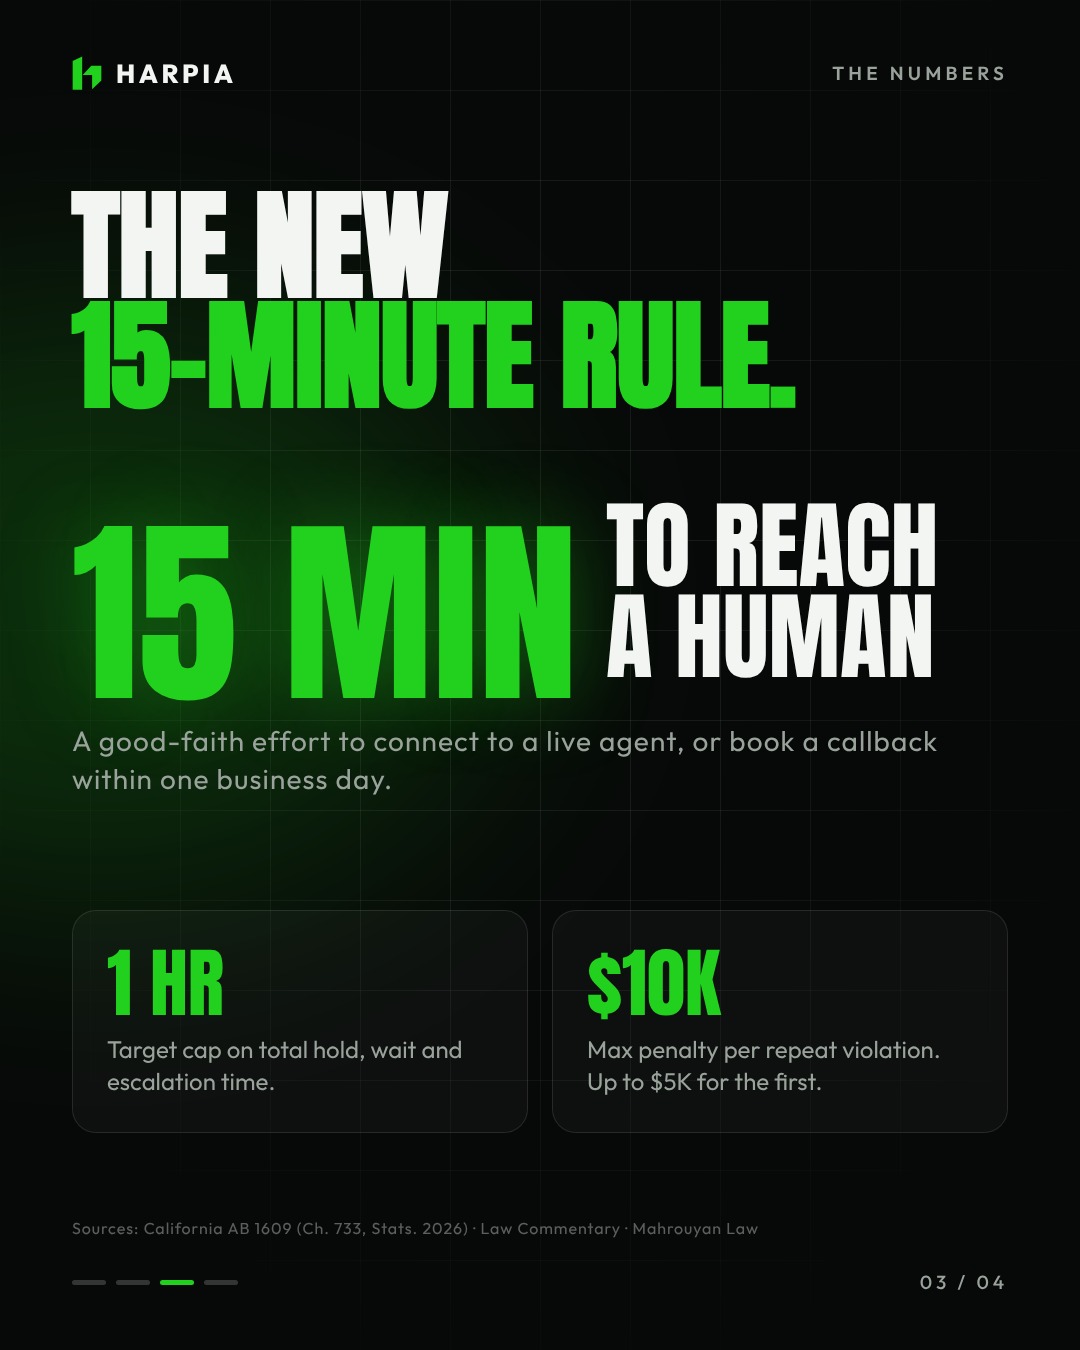 HARPIA
THE NUMBERS
THE NEW
15-MINUTE RULE.
15 MIN
TO REACH
A HUMAN
A good-faith effort to connect to a live agent, or book a callback
within one business day.
1 HR
Target cap on total hold, wait and
escalation time.
$10K
Max penalty per repeat violation.
Up to $5K for the first.
Sources: California AB 1609 (Ch. 733, Stats. 2026) · Law Commentary · Mahrouyan Law
03 / 04